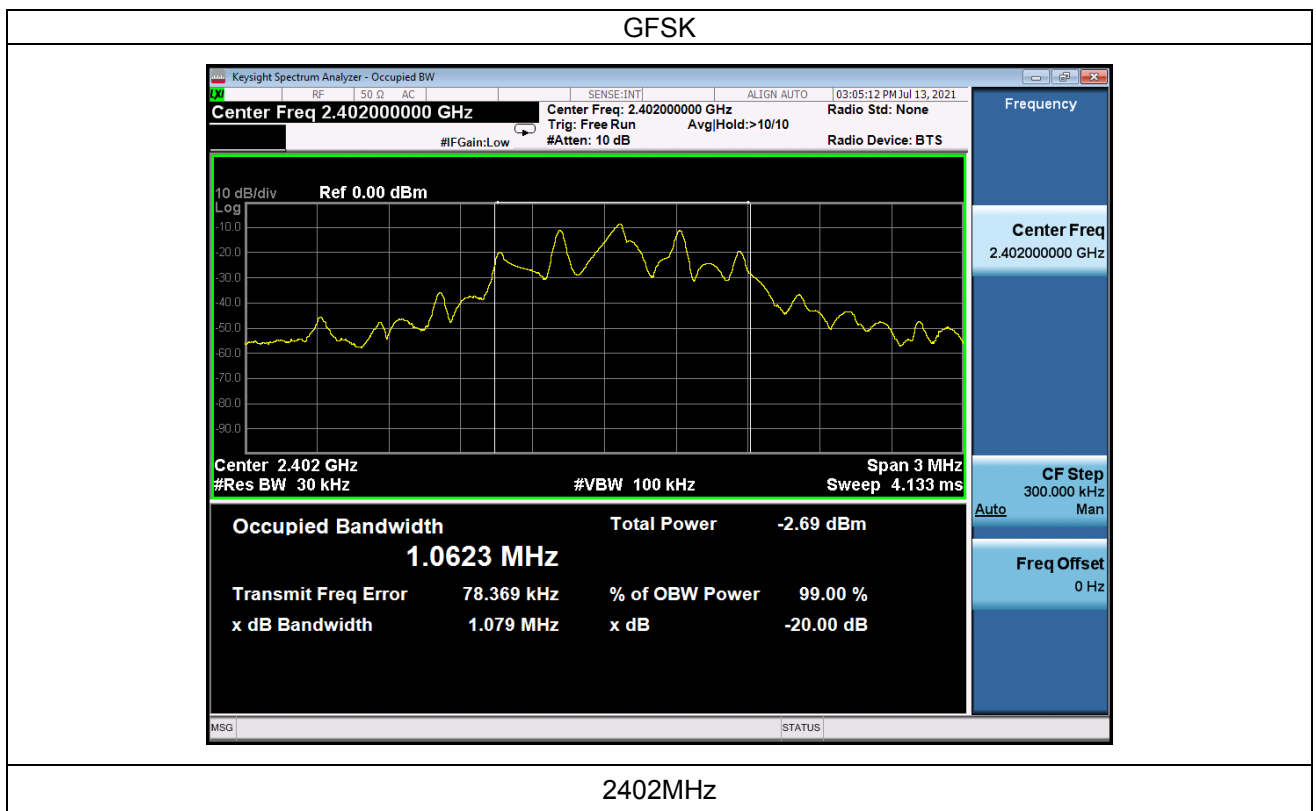 GFSK
Keysight Spectrum Analyzer - Occupied BW
LXI RF 50 Ω AC SENSE:INT ALIGN AUTO 03:05:12 PM Jul 13, 2021
Center Freq 2.402000000 GHz
Center Freq: 2.402000000 GHz Radio Std: None
Trig: Free Run Avg|Hold:>10/10
#IFGain:Low #Atten: 10 dB Radio Device: BTS
10 dB/div Ref 0.00 dBm
Log
-10.0
-20.0
-30.0
-40.0
-50.0
-60.0
-70.0
-80.0
-90.0
Center 2.402 GHz Span 3 MHz
#Res BW 30 kHz #VBW 100 kHz Sweep 4.133 ms
Occupied Bandwidth Total Power -2.69 dBm
1.0623 MHz
Transmit Freq Error 78.369 kHz % of OBW Power 99.00 %
x dB Bandwidth 1.079 MHz x dB -20.00 dB
MSG STATUS
Frequency
Center Freq
2.402000000 GHz
CF Step
300.000 kHz
Auto Man
Freq Offset
0 Hz
2402MHz